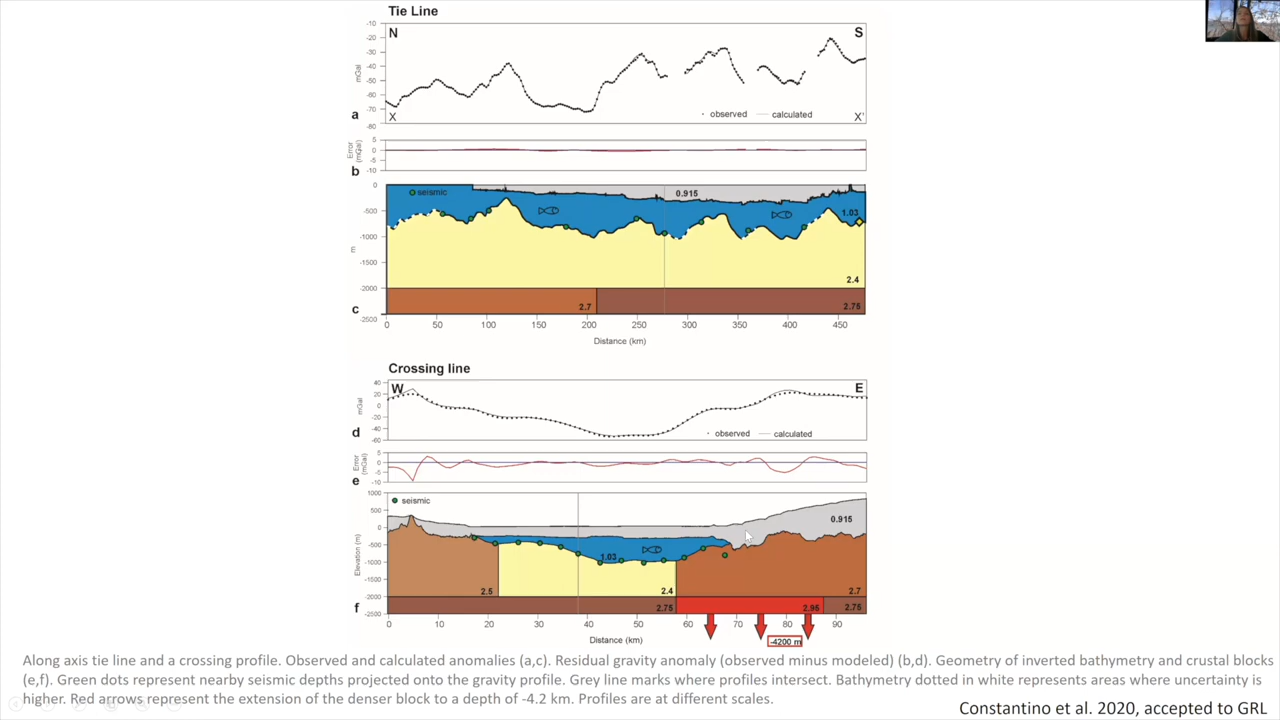 Tie Line
-10
-20
-30
-40
-50
-60
-70
-80
mGal
N
S
X
X'
observed
calculated
a
5
0
-5
-10
Error
(mGal)
b
0
-500
-1000
-1500
-2000
-2500
m
seismic
0.915
1.03
2.4
2.7
2.75
c
0 50 100 150 200 250 300 350 400 450
Distance (km)
Crossing line
40
20
0
-20
-40
-60
mGal
W
E
observed
calculated
d
5
0
-5
-10
Error
(mGal)
e
1000
500
0
-500
-1000
-1500
-2000
-2500
Elevation (m)
seismic
0.915
1.03
2.5
2.4
2.7
2.75
2.95
2.75
f
0 10 20 30 40 50 60 70 80 90
-4200 m
Distance (km)
Along axis tie line and a crossing profile. Observed and calculated anomalies (a,c). Residual gravity anomaly (observed minus modeled) (b,d). Geometry of inverted bathymetry and crustal blocks
(e,f). Green dots represent nearby seismic depths projected onto the gravity profile. Grey line marks where profiles intersect. Bathymetry dotted in white represents areas where uncertainty is
higher. Red arrows represent the extension of the denser block to a depth of -4.2 km. Profiles are at different scales.
Constantino et al. 2020, accepted to GRL